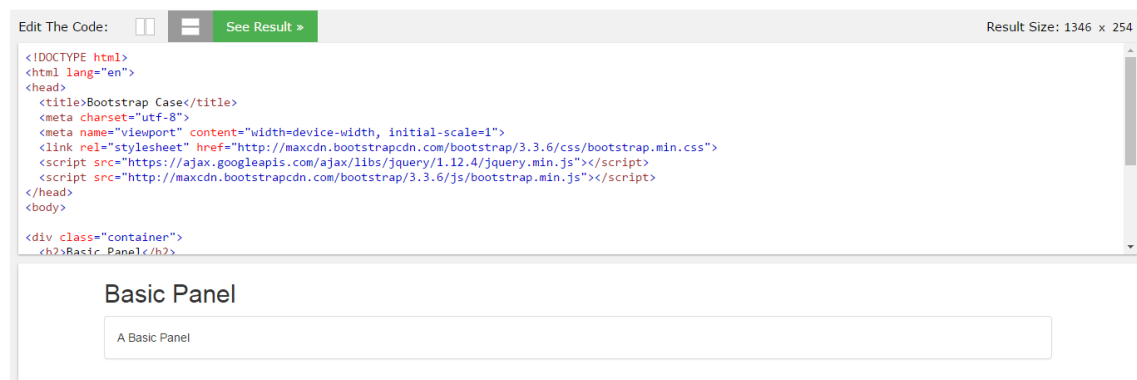 Edit The Code:
See Result »
Result Size: 1346 x 254
<!DOCTYPE html>
<html lang="en">
<head>
  <title>Bootstrap Case</title>
  <meta charset="utf-8">
  <meta name="viewport" content="width=device-width, initial-scale=1">
  <link rel="stylesheet" href="http://maxcdn.bootstrapcdn.com/bootstrap/3.3.6/css/bootstrap.min.css">
  <script src="https://ajax.googleapis.com/ajax/libs/jquery/1.12.4/jquery.min.js"></script>
  <script src="http://maxcdn.bootstrapcdn.com/bootstrap/3.3.6/js/bootstrap.min.js"></script>
</head>
<body>
<div class="container">
  <h2>Basic Panel</h2>
Basic Panel
A Basic Panel